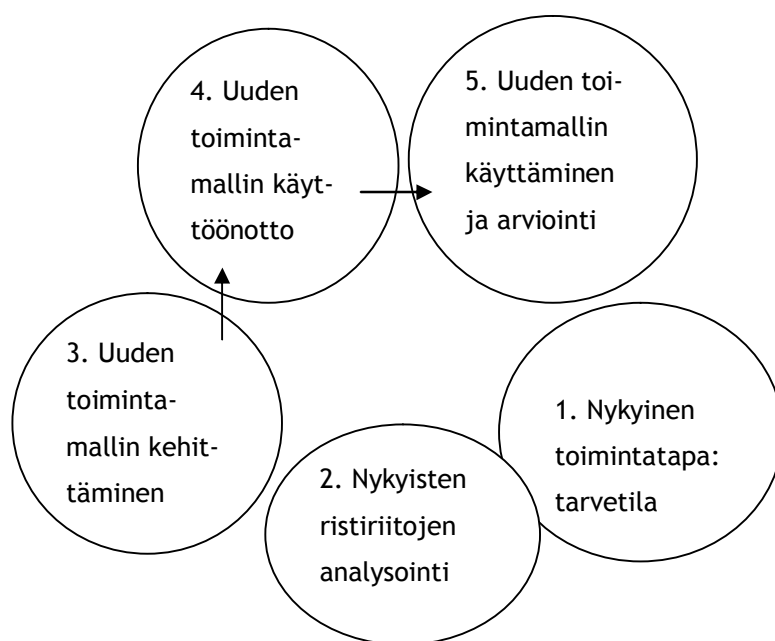 4. Uuden
toiminta-
mallin käyt-
töönotto
5. Uuden toi-
mintamallin
käyttäminen
ja arviointi
3. Uuden
toiminta-
mallin kehit-
täminen
2. Nykyisten
ristiriitojen
analysointi
1. Nykyinen
toimintatapa:
tarvetila